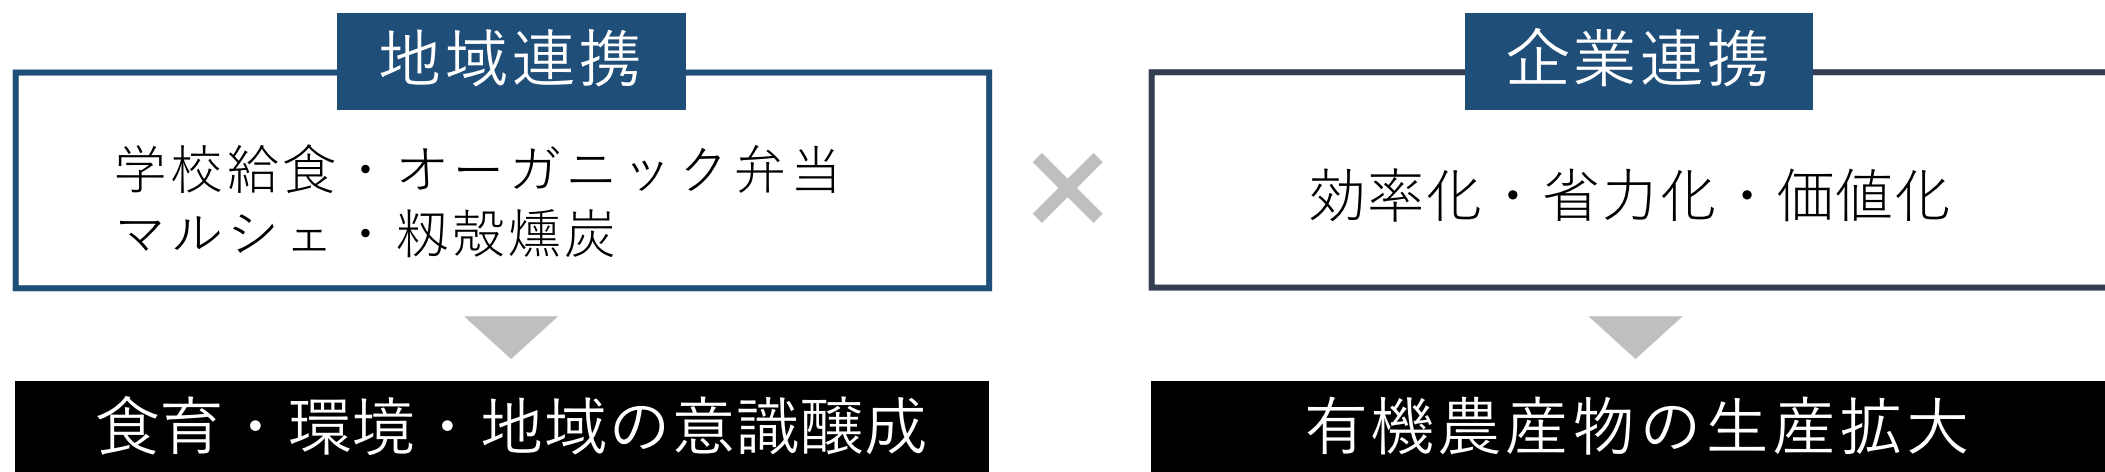 地域連携
学校給食・オーガニック弁当
マルシェ・籾殻燻炭
食育・環境・地域の意識醸成
×
企業連携
効率化・省力化・価値化
有機農産物の生産拡大